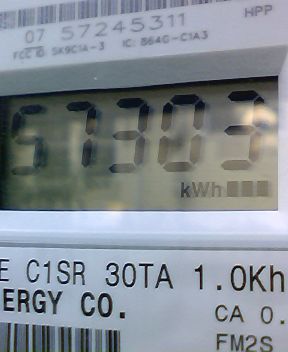 HPP
07 57245311
FCC ID SK9C1A-3 IC: 864G-C1A3
57303
kWh
E C1SR 30TA 1.0Kh
ERGY CO.
CA 0.
FM2S